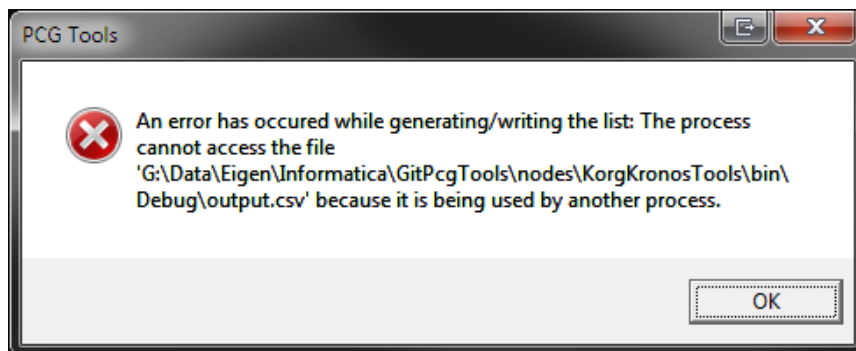 PCG Tools
An error has occured while generating/writing the list: The process
cannot access the file
'G:\Data\Eigen\Informatica\GitPcgTools\nodes\KorgKronosTools\bin\
Debug\output.csv' because it is being used by another process.
OK